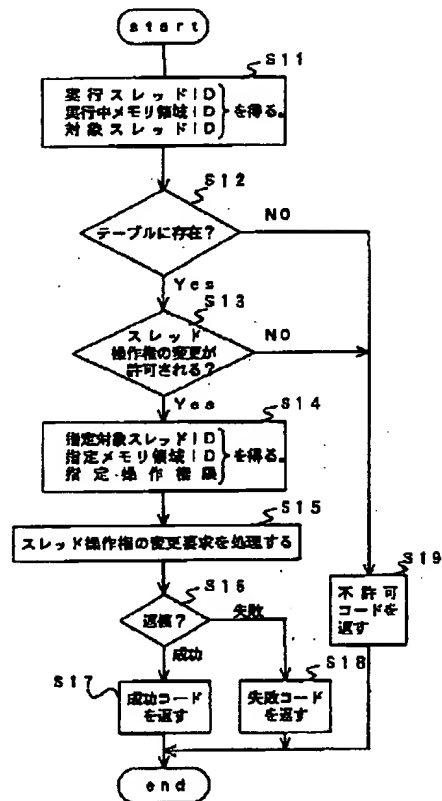 start
S11
実行スレッドID
実行中メモリ領域ID
対象スレッドID
を得る。
S12
テーブルに存在?
NO
Yes
S13
スレッド
操作権の変更が
許可される?
NO
Yes
S14
指定対象スレッドID
指定メモリ領域ID
指定操作権限
を得る。
S15
スレッド操作権の変更要求を処理する
S16
返値?
失敗
成功
S17
成功コード
を返す
S18
失敗コード
を返す
S19
不許可
コードを
返す
end